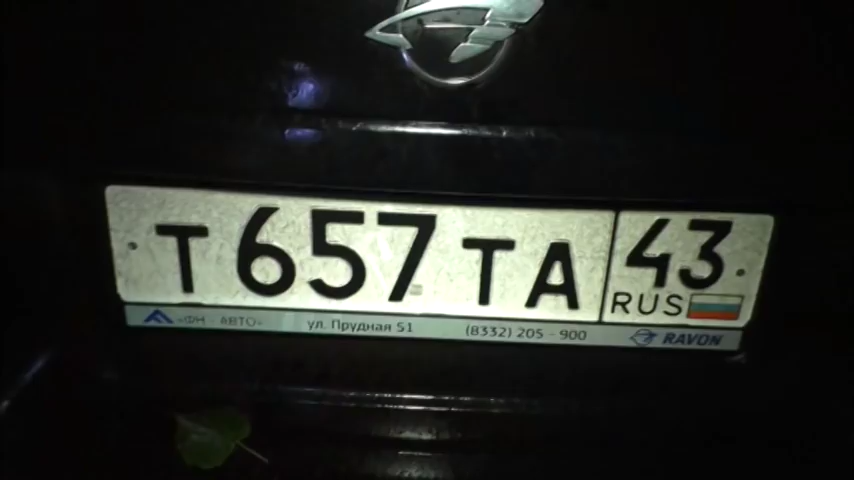 Т657ТА 43
RUS
«ФН - АВТО» ул. Прудная 51 (8332) 205 - 900 RAVON